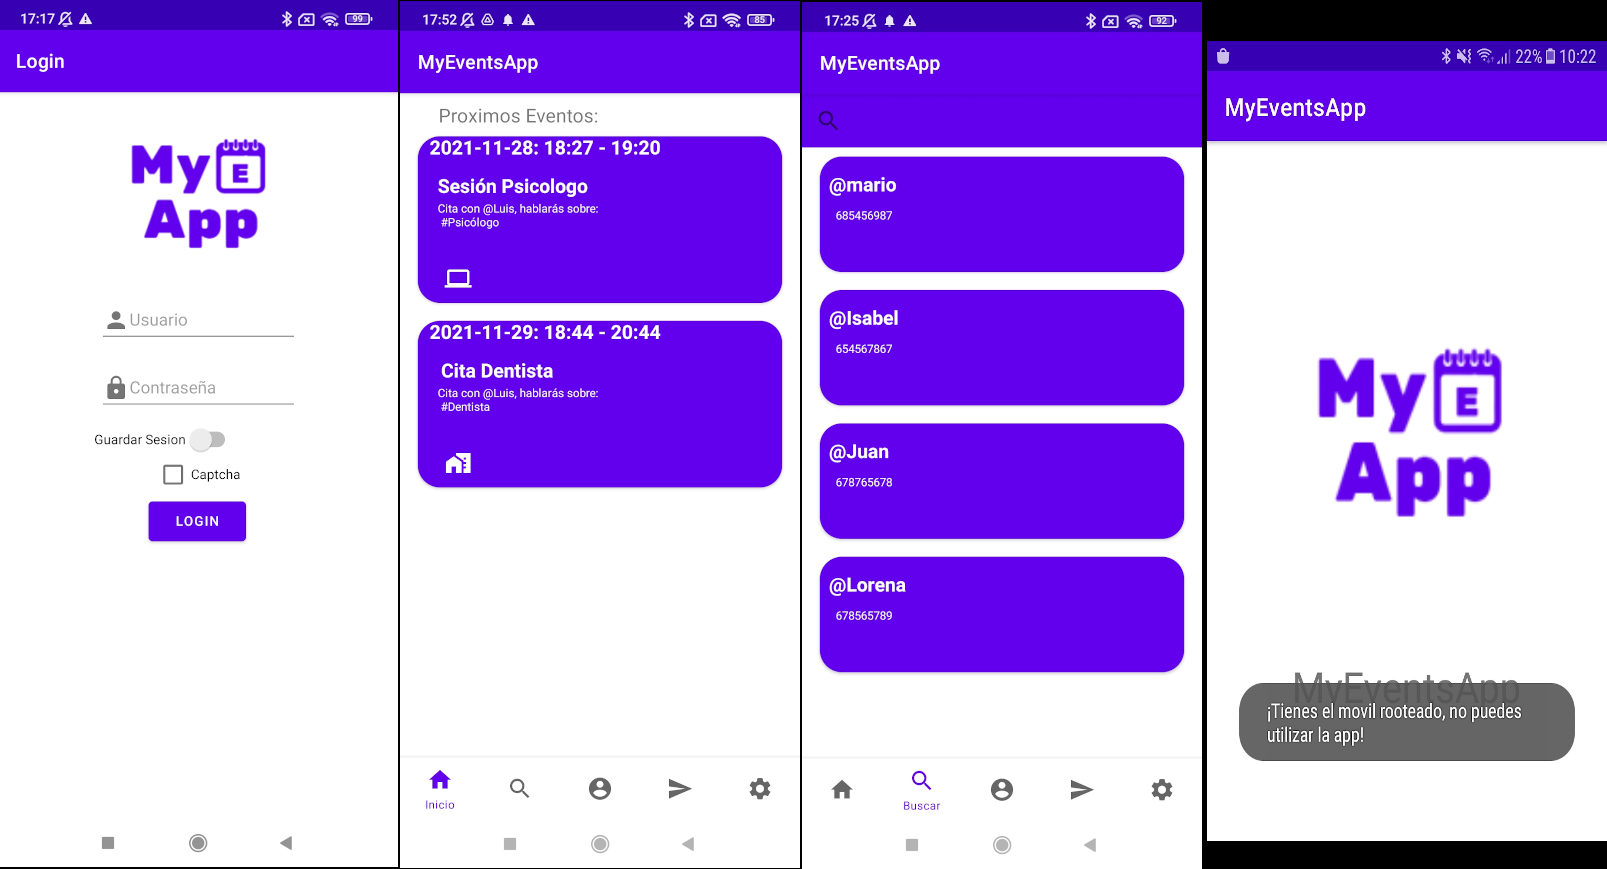 17:17
99
Login
My E
App
Usuario
Contraseña
Guardar Sesion
Captcha
LOGIN
17:52
85
MyEventsApp
Proximos Eventos:
2021-11-28: 18:27 - 19:20
Sesión Psicologo
Cita con @Luis, hablarás sobre:
#Psicólogo
2021-11-29: 18:44 - 20:44
Cita Dentista
Cita con @Luis, hablarás sobre:
#Dentista
Inicio
17:25
92
MyEventsApp
@mario
685456987
@Isabel
654567867
@Juan
678765678
@Lorena
678565789
Buscar
22% 10:22
MyEventsApp
My E
App
MyEventsApp
¡Tienes el movil rooteado, no puedes
utilizar la app!